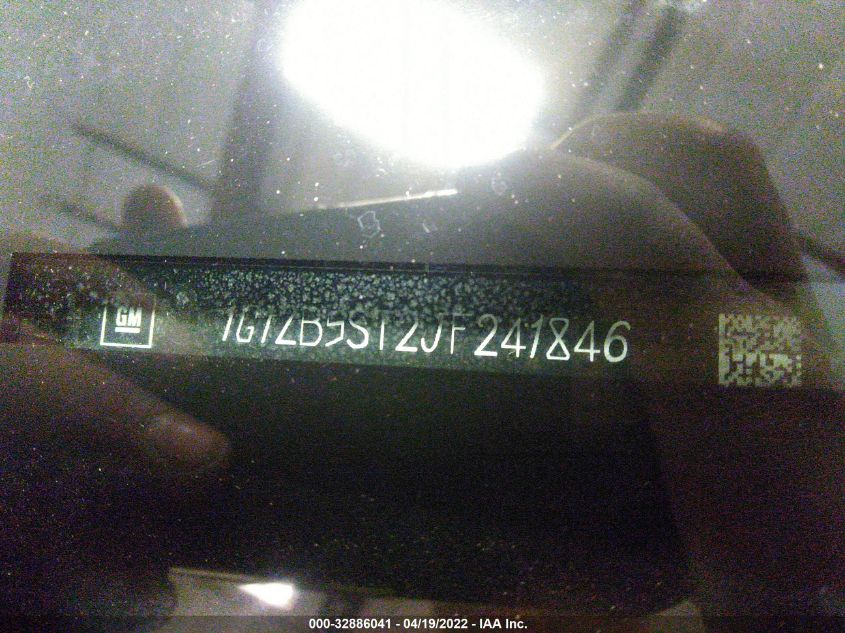 GM 1G1ZB5ST2JF241846
000-32886041 - 04/19/2022 - IAA Inc.